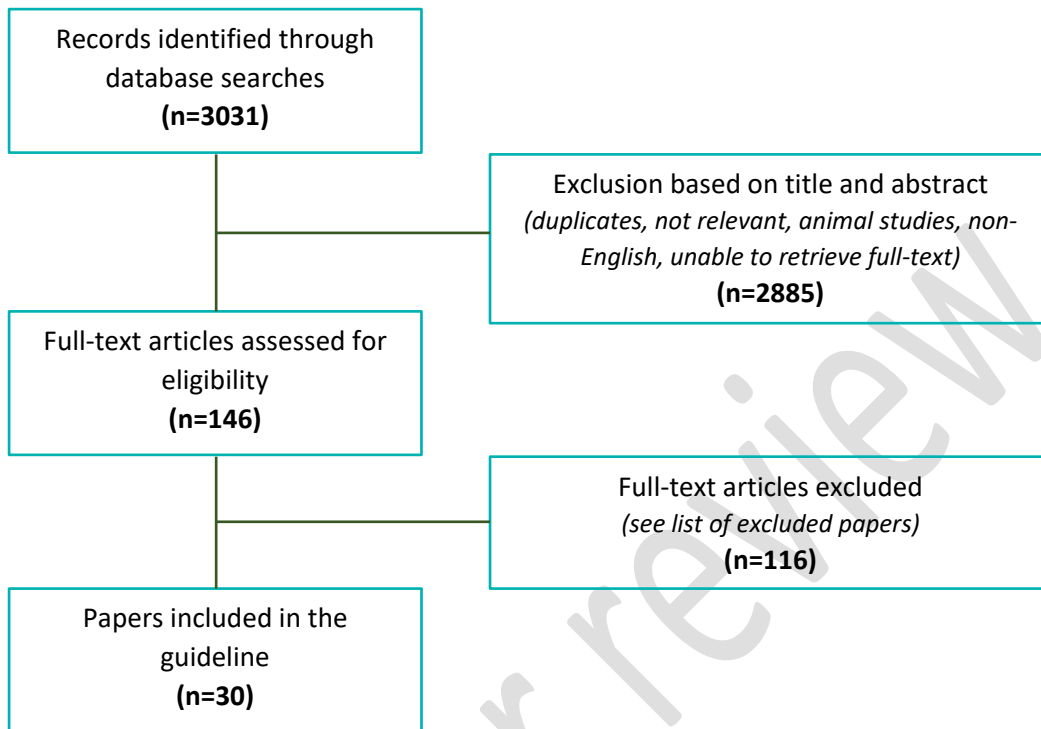 Records identified through
database searches
(n=3031)
Exclusion based on title and abstract
(duplicates, not relevant, animal studies, non-
English, unable to retrieve full-text)
(n=2885)
Full-text articles assessed for
eligibility
(n=146)
Full-text articles excluded
(see list of excluded papers)
(n=116)
Papers included in the
guideline
(n=30)
r review